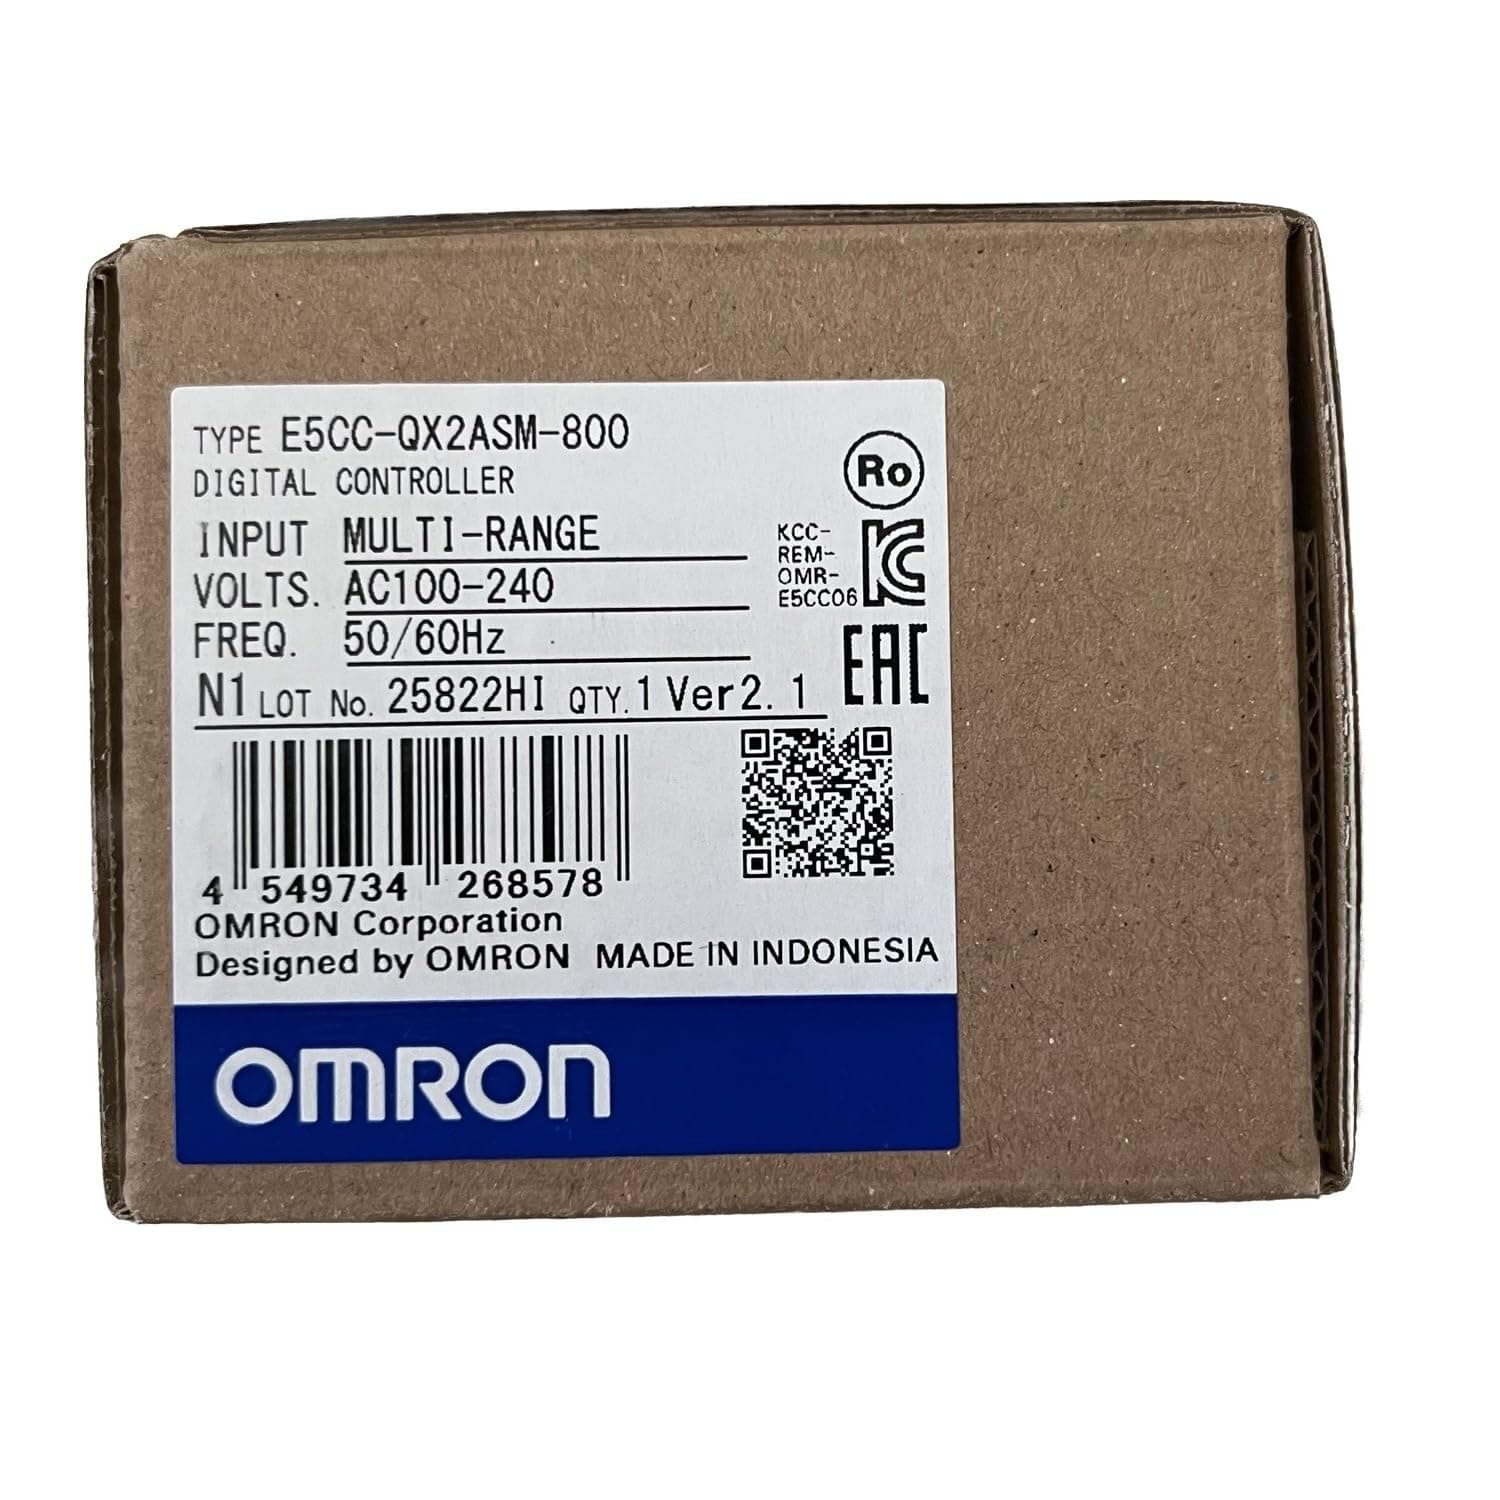 TYPE E5CC-QX2ASM-800
DIGITAL CONTROLLER
Ro
INPUT MULTI-RANGE
KCC-
REM-
OMR-
E5CC06
KC
VOLTS. AC100-240
FREQ. 50/60Hz
EAC
N1 LOT No. 25822HI QTY. 1 Ver2. 1
4 549734 268578
OMRON Corporation
Designed by OMRON MADE IN INDONESIA
OMRON